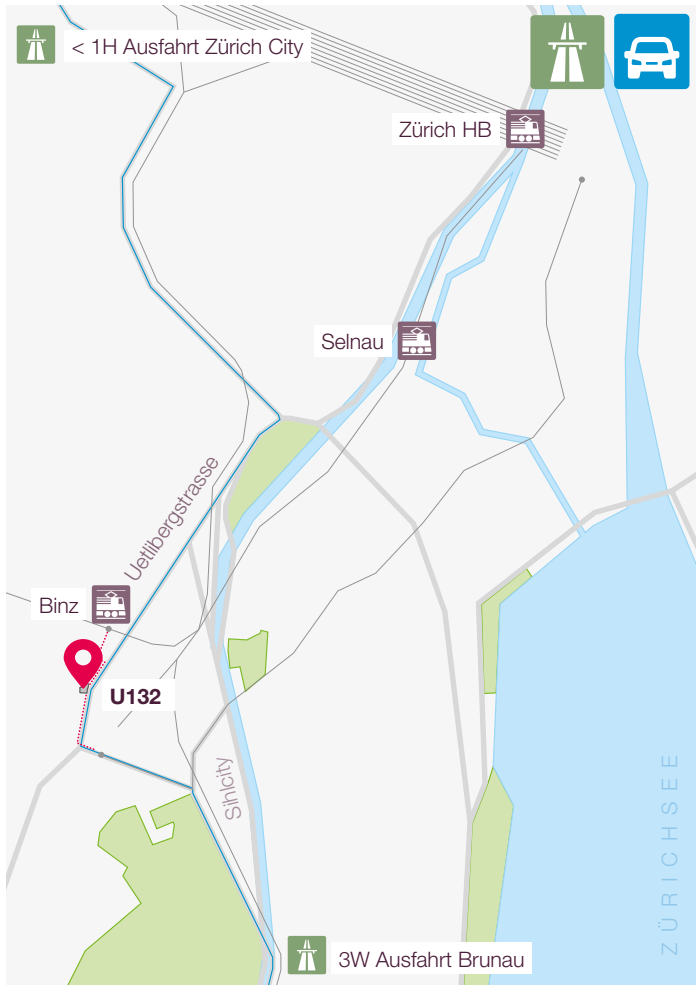 < 1H Ausfahrt Zürich City
Zürich HB
Selnau
Uetlibergstrasse
Binz
U132
Sihlcity
ZÜRICHSEE
3W Ausfahrt Brunau